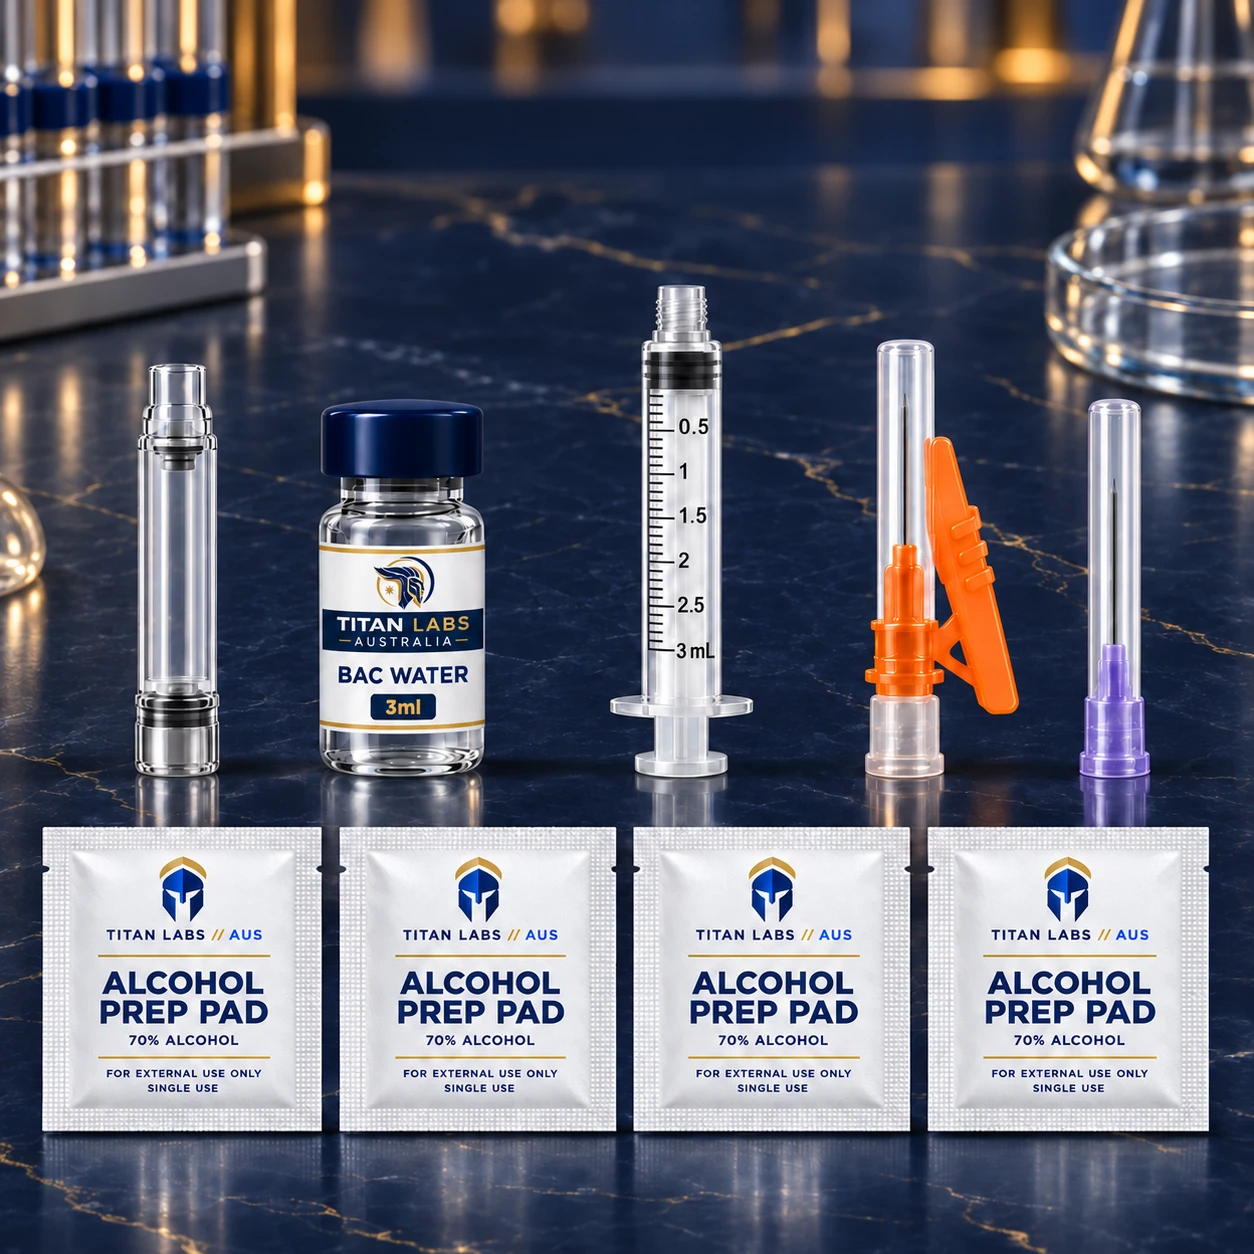 TITAN LABS
AUSTRALIA
BAC WATER
3ml
0.5
1
1.5
2
2.5
3 mL
TITAN LABS // AUS
ALCOHOL
PREP PAD
70% ALCOHOL
FOR EXTERNAL USE ONLY
SINGLE USE
TITAN LABS // AUS
ALCOHOL
PREP PAD
70% ALCOHOL
FOR EXTERNAL USE ONLY
SINGLE USE
TITAN LABS // AUS
ALCOHOL
PREP PAD
70% ALCOHOL
FOR EXTERNAL USE ONLY
SINGLE USE
TITAN LABS // AUS
ALCOHOL
PREP PAD
70% ALCOHOL
FOR EXTERNAL USE ONLY
SINGLE USE